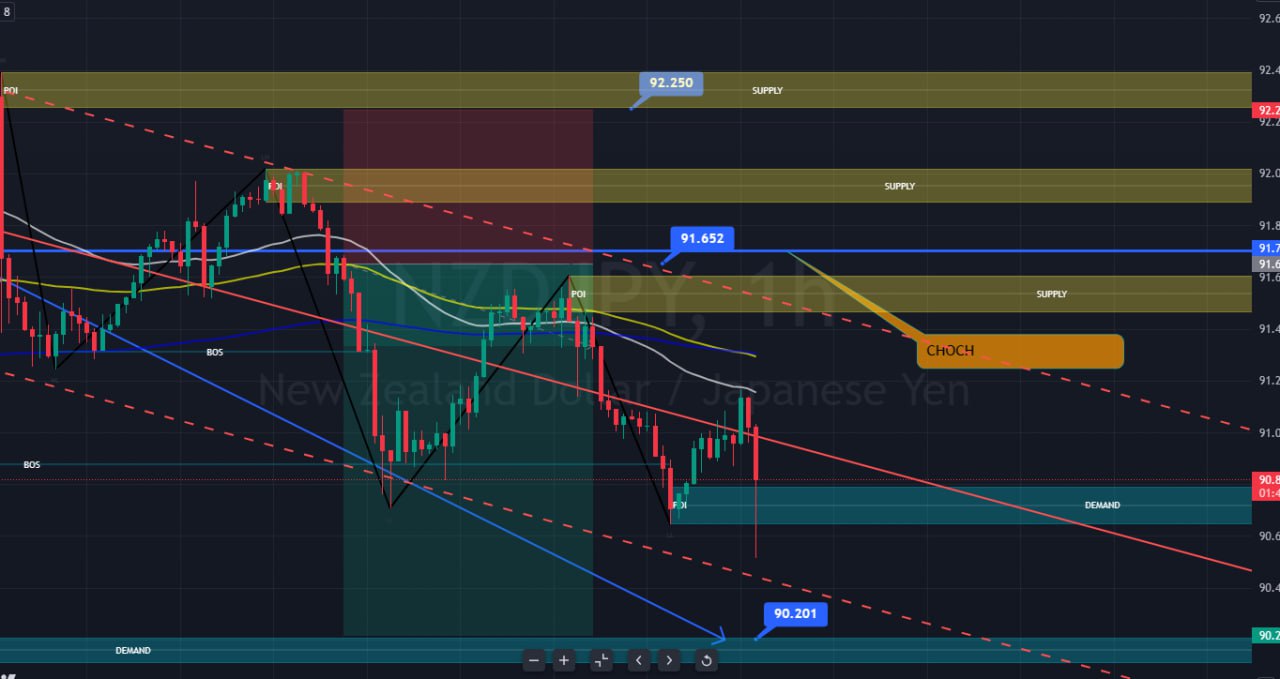 8
92.6
92.4
POI
92.250
SUPPLY
92.2
92.2
92.0
POI
SUPPLY
91.8
91.652
91.7
91.6
91.6
NZDJPY, 1h
POI
SUPPLY
91.4
CHOCH
BOS
New Zealand Dollar / Japanese Yen
91.2
91.0
BOS
90.8
01:4
POI
DEMAND
90.6
90.4
90.201
90.2
DEMAND